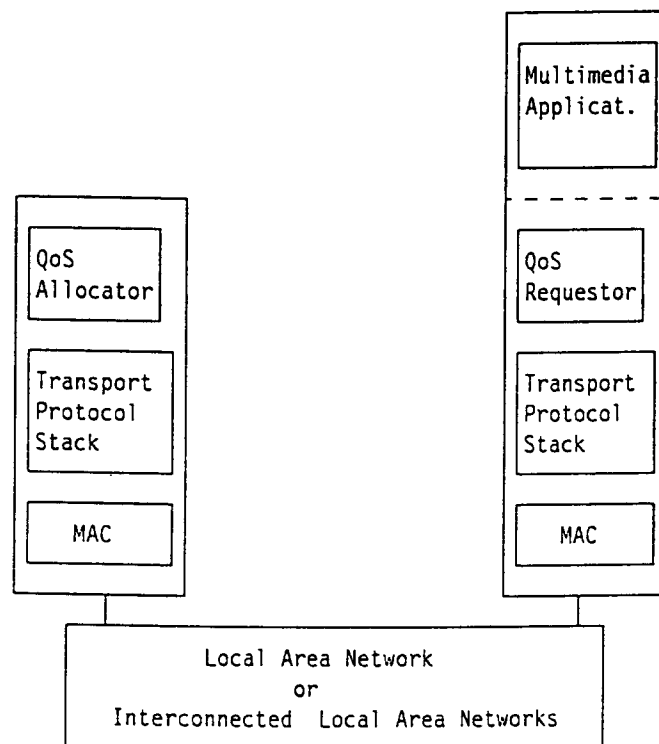 Multimedia
Applicat.
QoS
Allocator
Transport
Protocol
Stack
MAC
QoS
Requestor
Transport
Protocol
Stack
MAC
Local Area Network
or
Interconnected Local Area Networks